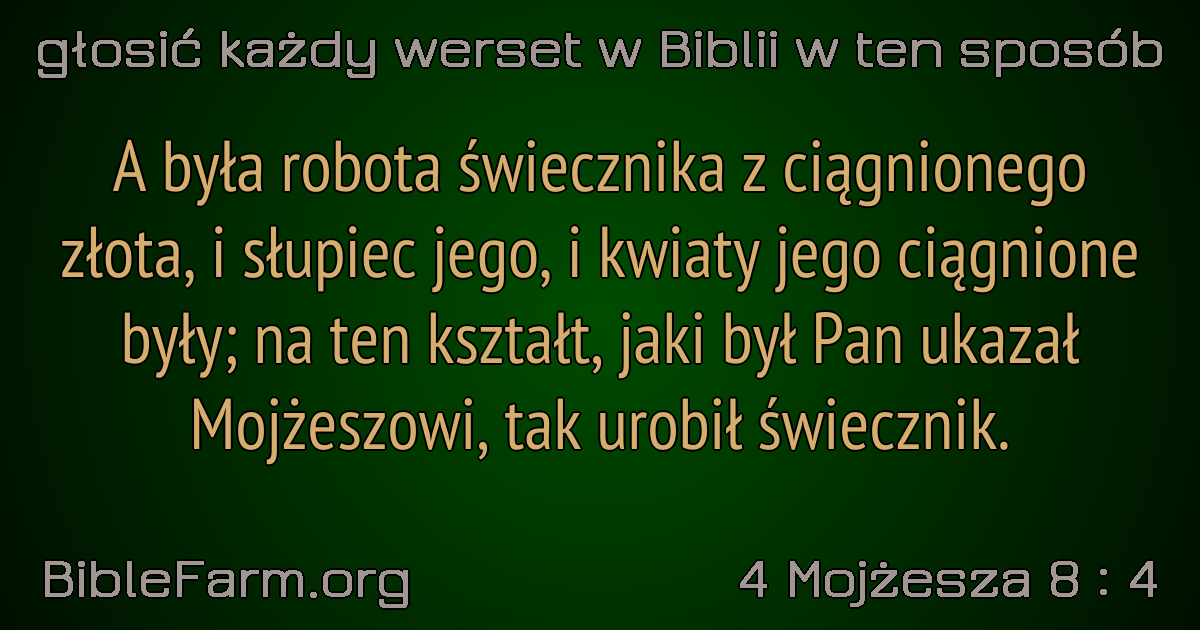 głosić każdy werset w Biblii w ten sposób
A była robota świecznika z ciągnionego
złota, i słupiec jego, i kwiaty jego ciągnione
były; na ten kształt, jaki był Pan ukazał
Mojżeszowi, tak urobił świecznik.
BibleFarm.org
4 Mojżesza 8 : 4